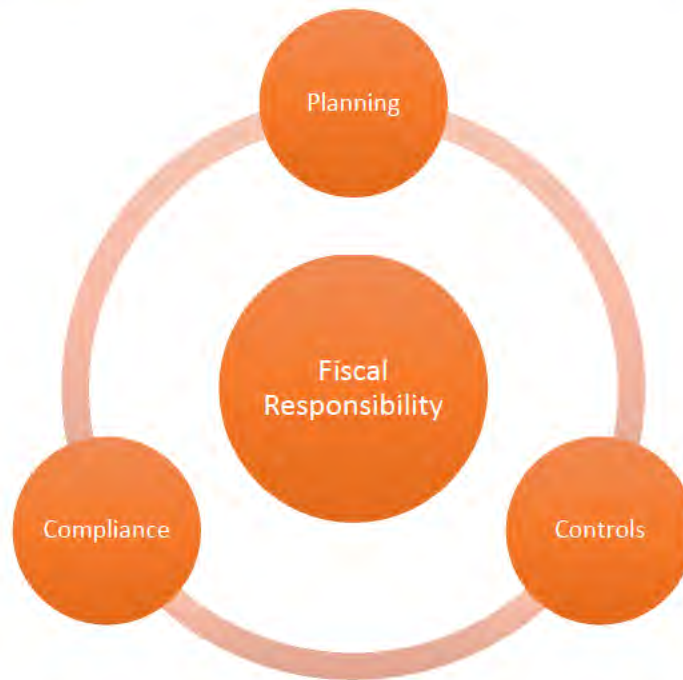 Planning
Fiscal
Responsibility
Compliance
Controls